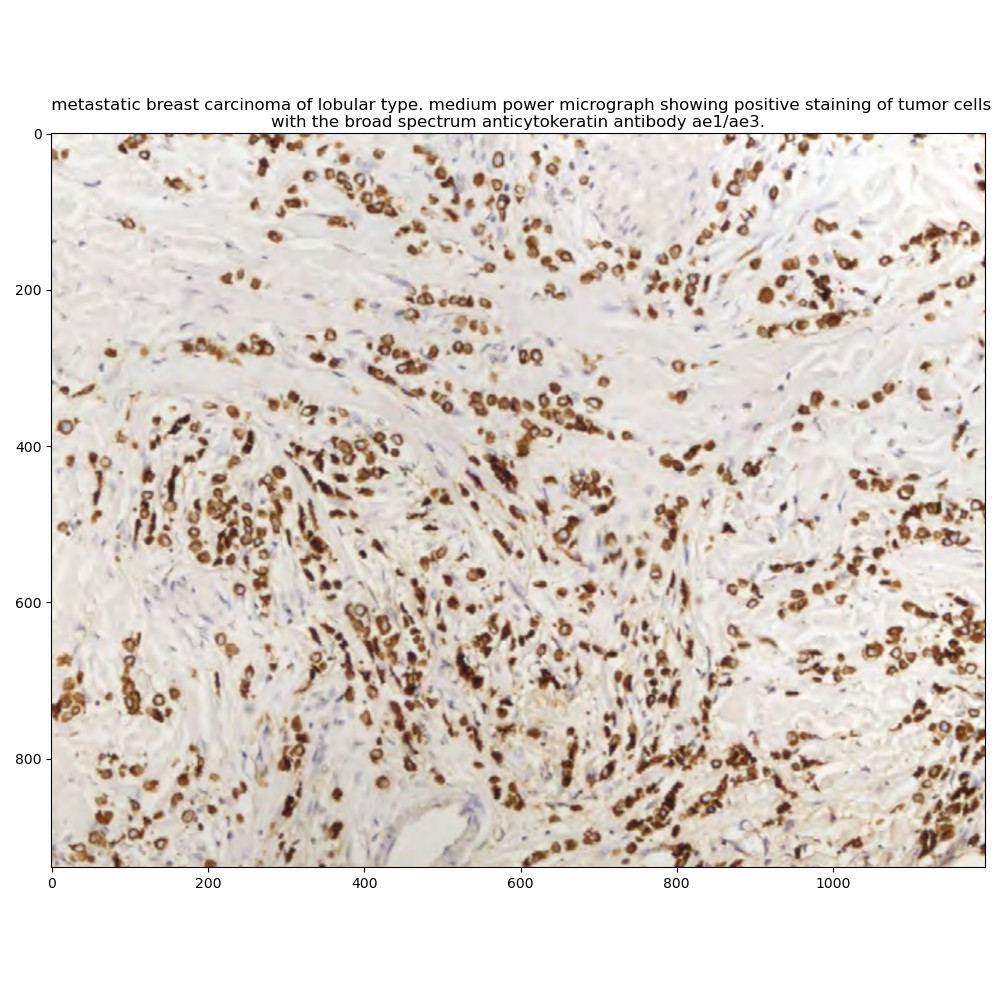 metastatic breast carcinoma of lobular type. medium power micrograph showing positive staining of tumor cells
with the broad spectrum anticytokeratin antibody ae1/ae3.
0
200
400
600
800
0 200 400 600 800 1000